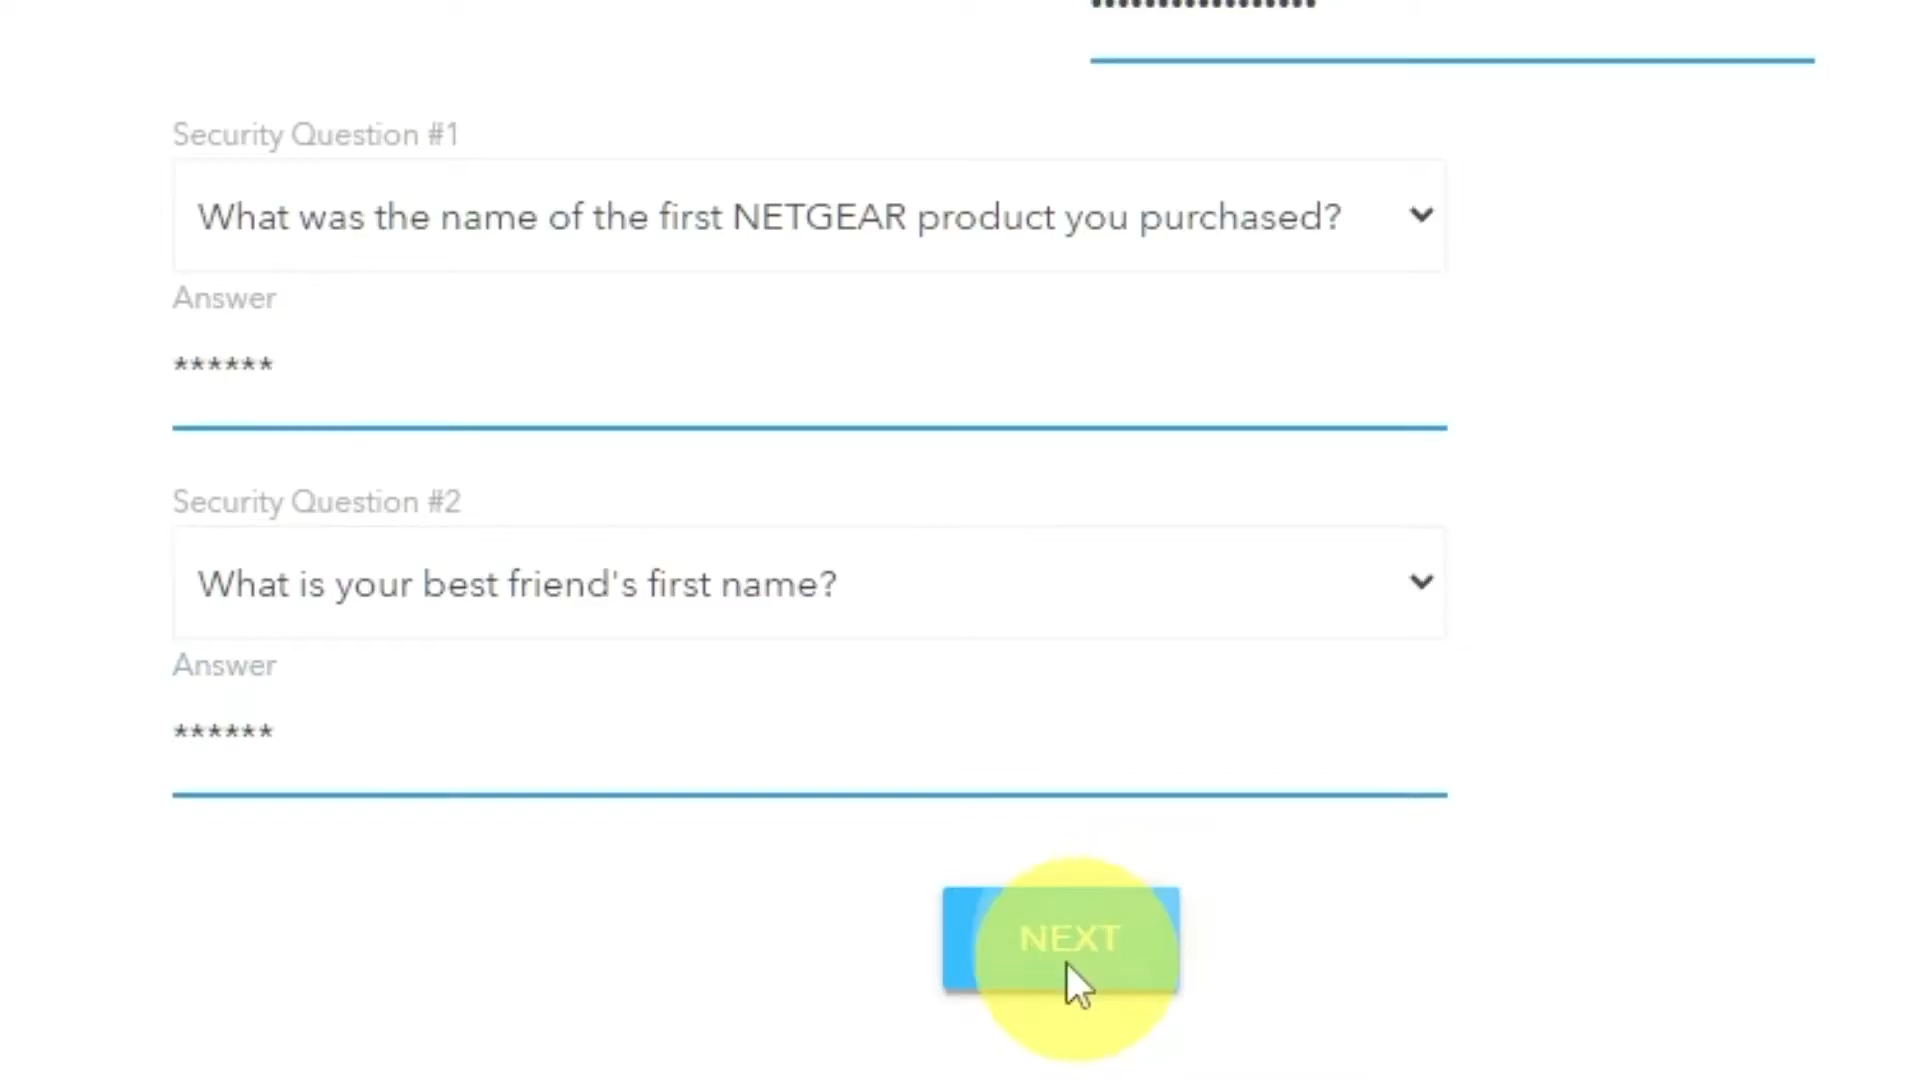 Security Question #1
What was the name of the first NETGEAR product you purchased?
Answer
******
Security Question #2
What is your best friend's first name?
Answer
******
NEXT